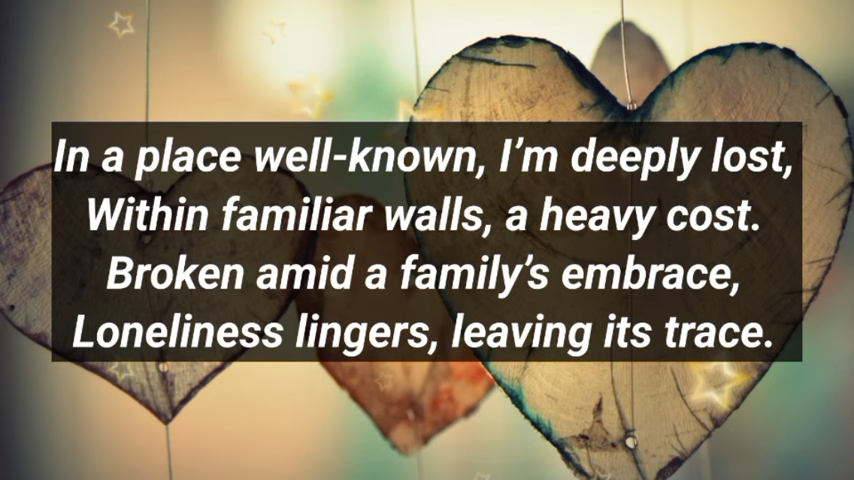 In a place well-known, I’m deeply lost,
Within familiar walls, a heavy cost.
Broken amid a family’s embrace,
Loneliness lingers, leaving its trace.